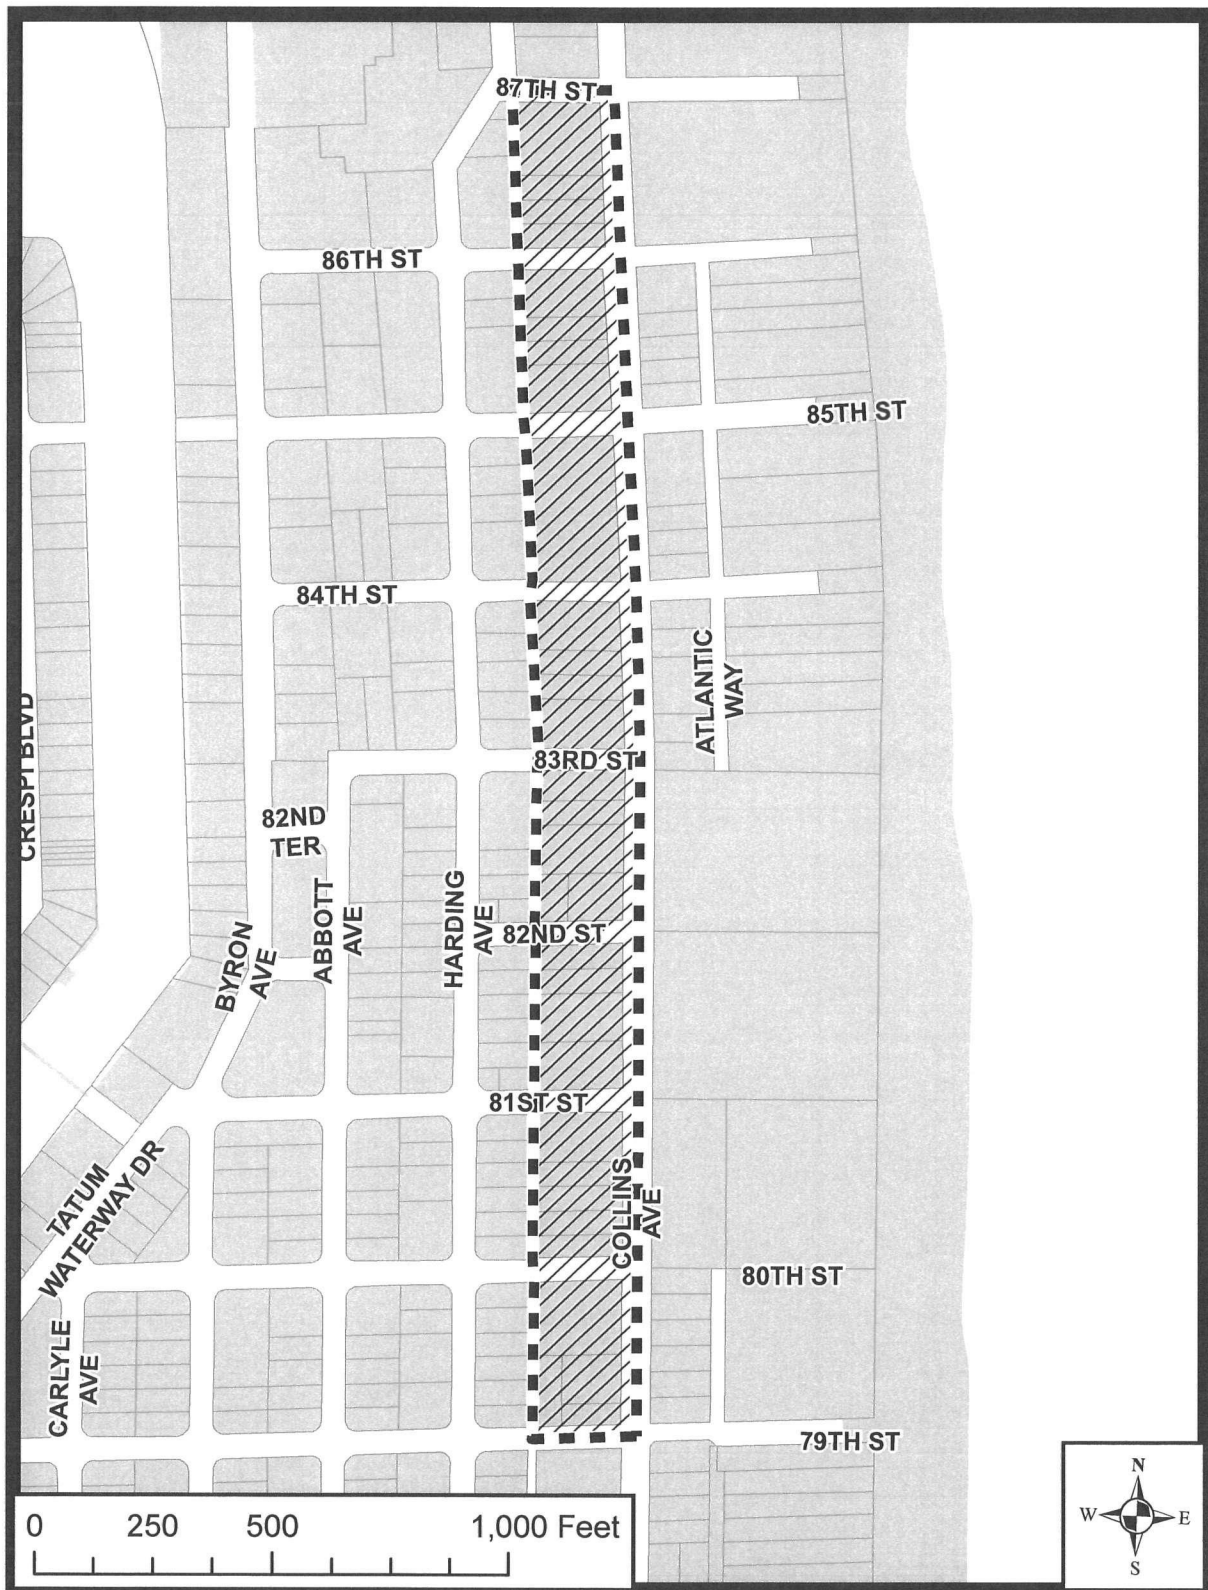 87TH ST
86TH ST
85TH ST
84TH ST
ATLANTIC
WAY
83RD ST
CRESPI BLVD
82ND
TER
ABBOTT
AVE
HARDING
AVE
82ND ST
BYRON
AVE
81ST ST
TATUM
WATERWAY DR
COLLINS
AVE
80TH ST
CARLYLE
AVE
79TH ST
0 250 500 1,000 Feet
N
W E
S